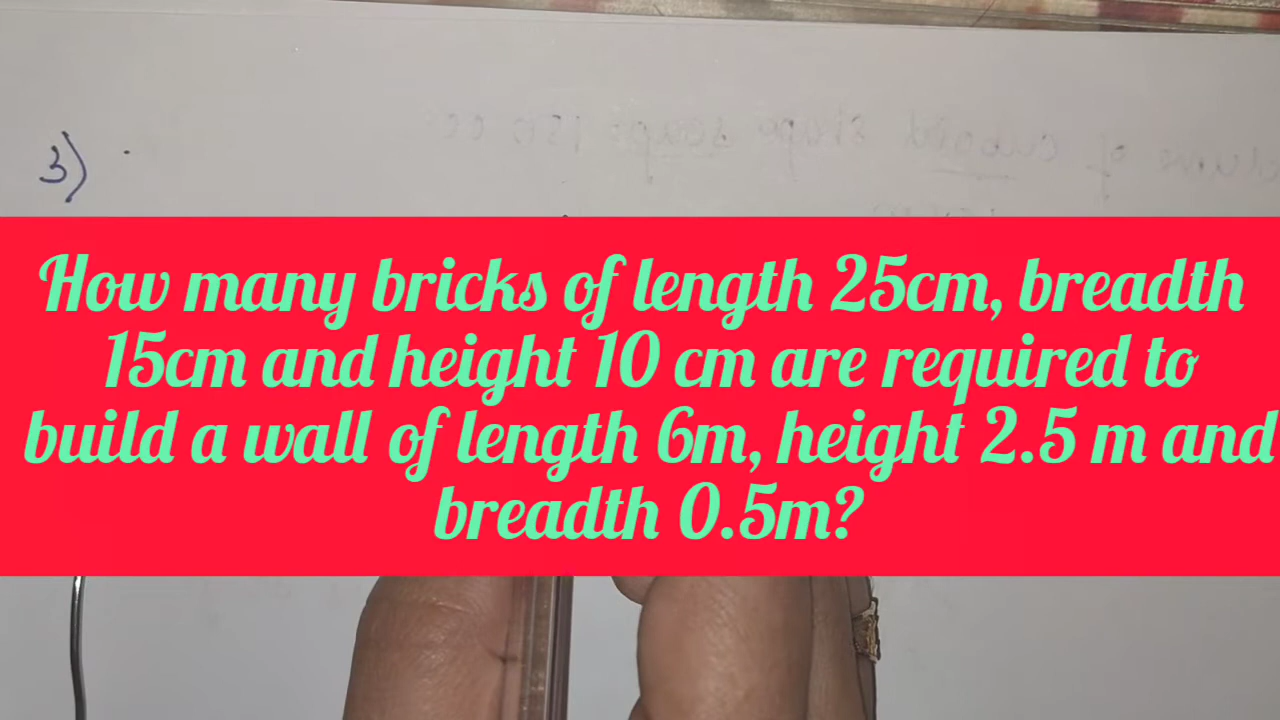 3)
How many bricks of length 25cm, breadth
15cm and height 10 cm are required to
build a wall of length 6m, height 2.5 m and
breadth 0.5m?